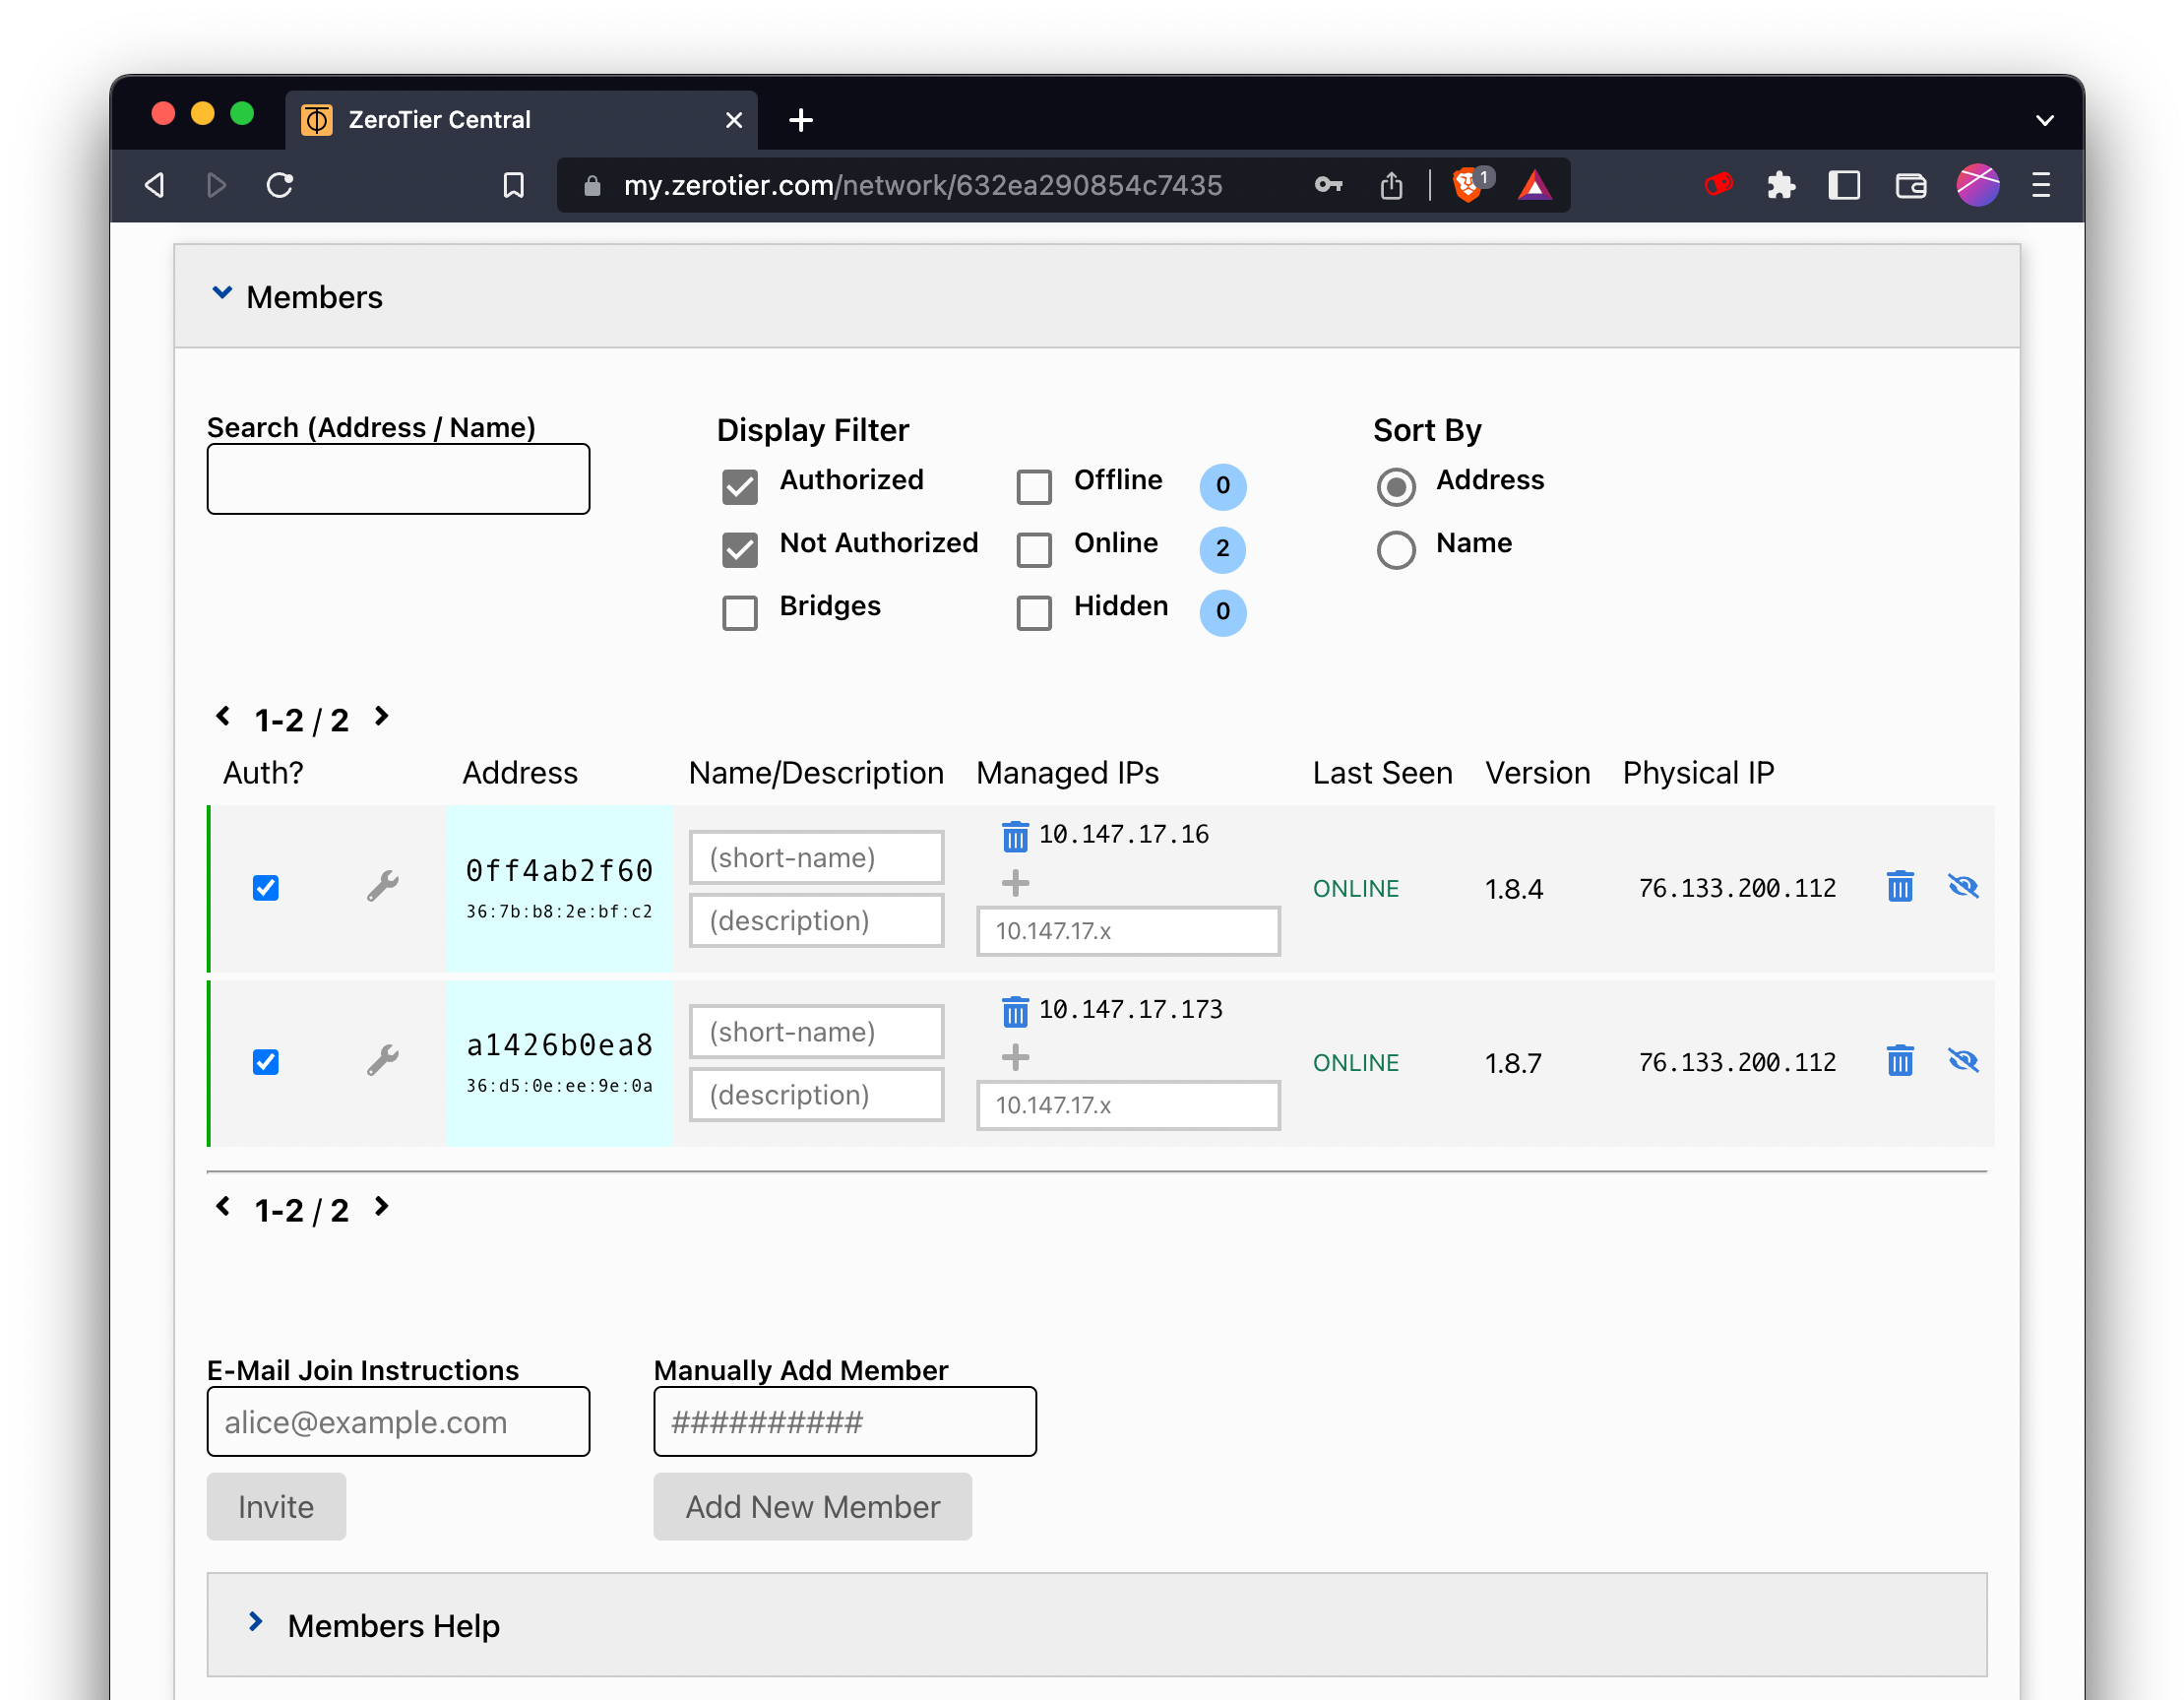 ZeroTier Central
my.zerotier.com/network/632ea290854c7435
1
Members
Search (Address / Name)
Display Filter
Sort By
Authorized
Offline
0
Address
Not Authorized
Online
2
Name
Bridges
Hidden
0
1-2 / 2
Auth?
Address
Name/Description
Managed IPs
Last Seen
Version
Physical IP
0ff4ab2f60
36:7b:b8:2e:bf:c2
(short-name)
(description)
10.147.17.16
10.147.17.x
ONLINE
1.8.4
76.133.200.112
a1426b0ea8
36:d5:0e:ee:9e:0a
(short-name)
(description)
10.147.17.173
10.147.17.x
ONLINE
1.8.7
76.133.200.112
1-2 / 2
E-Mail Join Instructions
alice@example.com
Invite
Manually Add Member
##########
Add New Member
Members Help